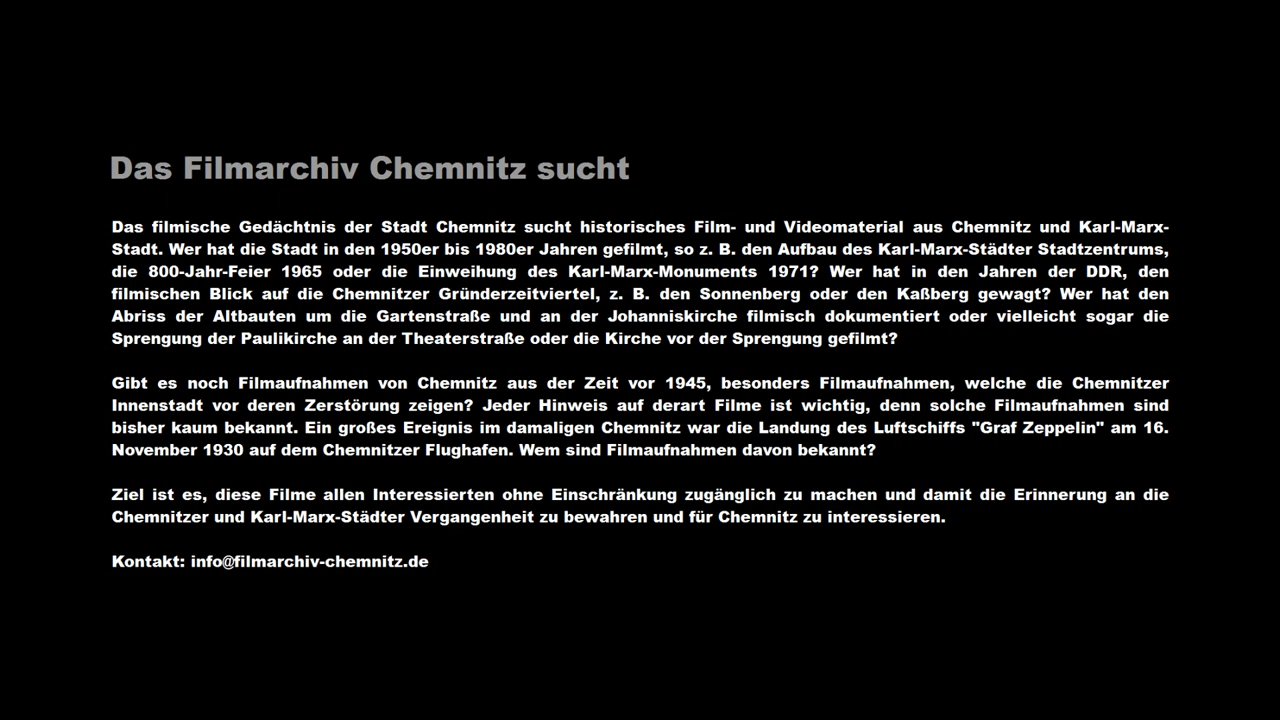 Das Filmarchiv Chemnitz sucht
Das filmische Gedächtnis der Stadt Chemnitz sucht historisches Film- und Videomaterial aus Chemnitz und Karl-Marx-
Stadt. Wer hat die Stadt in den 1950er bis 1980er Jahren gefilmt, so z. B. den Aufbau des Karl-Marx-Städter Stadtzentrums,
die 800-Jahr-Feier 1965 oder die Einweihung des Karl-Marx-Monuments 1971? Wer hat in den Jahren der DDR, den
filmischen Blick auf die Chemnitzer Gründerzeitviertel, z. B. den Sonnenberg oder den Kaßberg gewagt? Wer hat den
Abriss der Altbauten um die Gartenstraße und an der Johanniskirche filmisch dokumentiert oder vielleicht sogar die
Sprengung der Paulikirche an der Theaterstraße oder die Kirche vor der Sprengung gefilmt?
Gibt es noch Filmaufnahmen von Chemnitz aus der Zeit vor 1945, besonders Filmaufnahmen, welche die Chemnitzer
Innenstadt vor deren Zerstörung zeigen? Jeder Hinweis auf derart Filme ist wichtig, denn solche Filmaufnahmen sind
bisher kaum bekannt. Ein großes Ereignis im damaligen Chemnitz war die Landung des Luftschiffs "Graf Zeppelin" am 16.
November 1930 auf dem Chemnitzer Flughafen. Wem sind Filmaufnahmen davon bekannt?
Ziel ist es, diese Filme allen Interessierten ohne Einschränkung zugänglich zu machen und damit die Erinnerung an die
Chemnitzer und Karl-Marx-Städter Vergangenheit zu bewahren und für Chemnitz zu interessieren.
Kontakt: info@filmarchiv-chemnitz.de